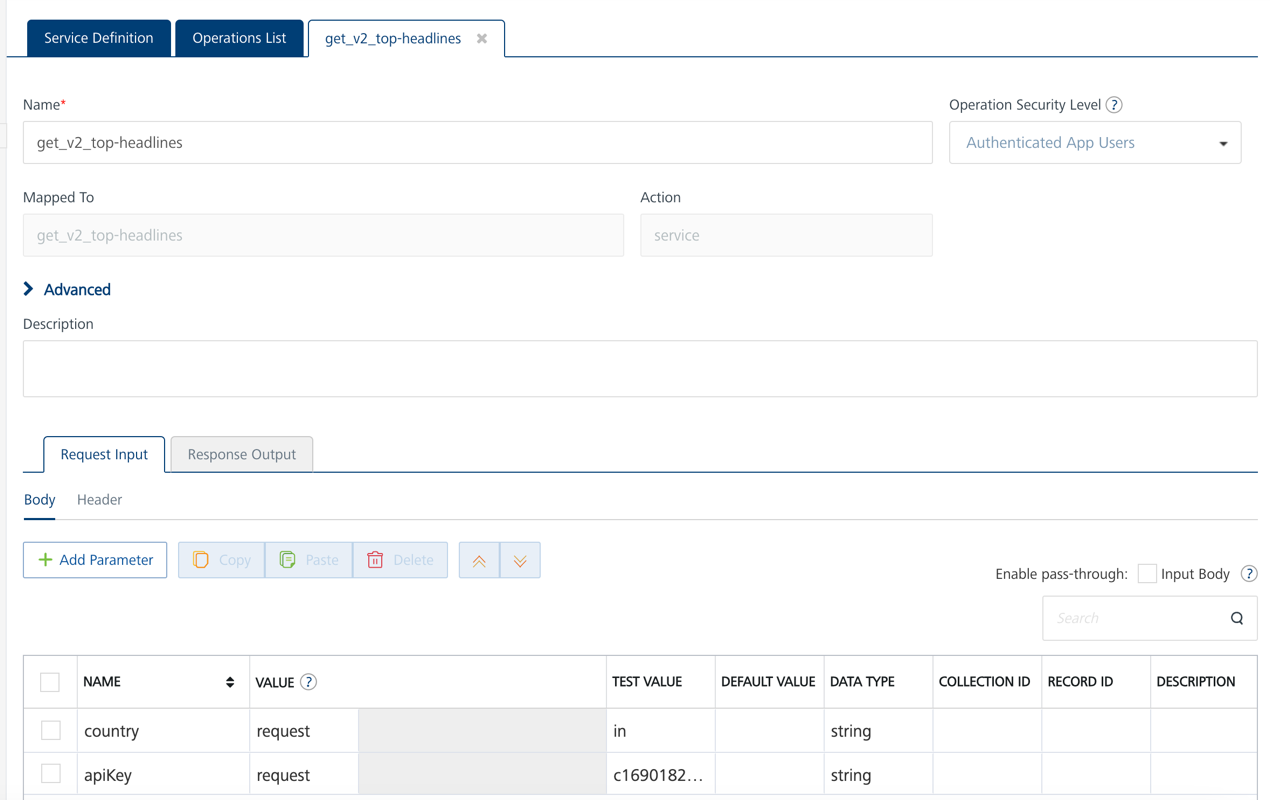 Service Definition Operations List get_v2_top-headlines
Name* Operation Security Level ?
get_v2_top-headlines Authenticated App Users
Mapped To Action
get_v2_top-headlines service
Advanced
Description
Request Input Response Output
Body Header
Add Parameter Copy Paste Delete
Enable pass-through: Input Body ?
Search
NAME VALUE ? TEST VALUE DEFAULT VALUE DATA TYPE COLLECTION ID RECORD ID DESCRIPTION
country request in string
apiKey request c1690182... string